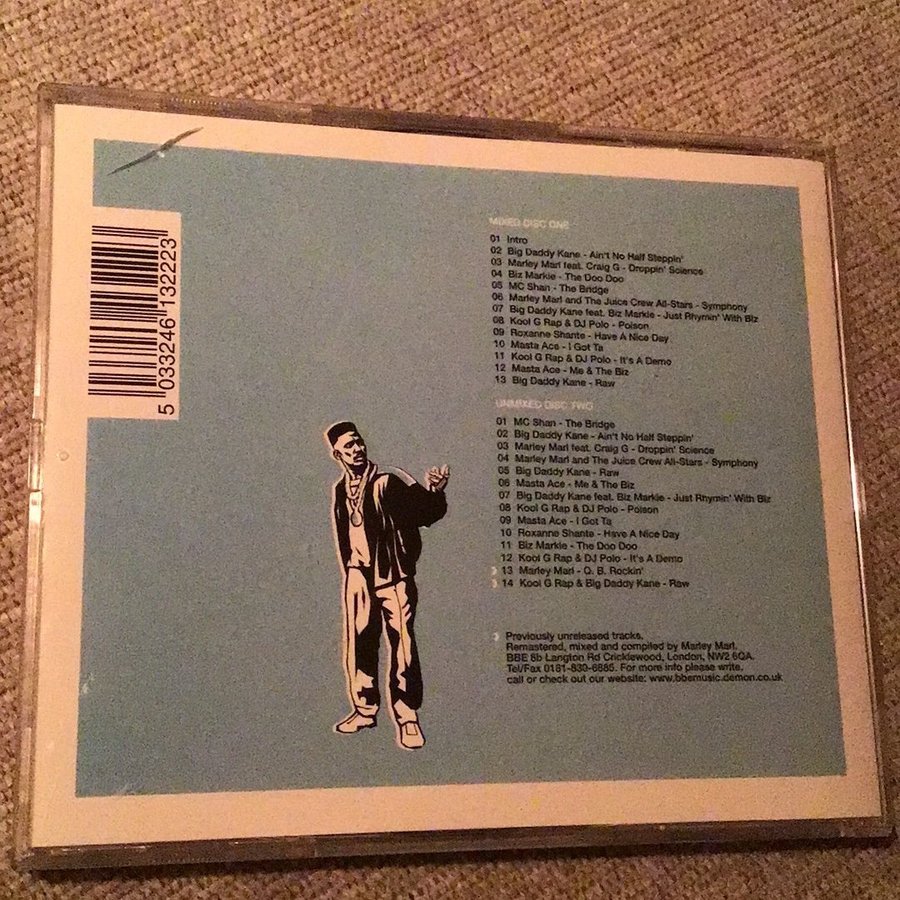 5 033246 132223
MIXED DISC ONE
01 Intro
02 Big Daddy Kane - Ain't No Half Steppin'
03 Marley Marl feat. Craig G - Droppin' Science
04 Biz Markie - The Doo Doo
05 MC Shan - The Bridge
06 Marley Marl and The Juice Crew All-Stars - Symphony
07 Big Daddy Kane feat. Biz Markie - Just Rhymin' With Biz
08 Kool G Rap & DJ Polo - Poison
09 Roxanne Shante - Have A Nice Day
10 Masta Ace - I Got Ta
11 Kool G Rap & DJ Polo - It's A Demo
12 Masta Ace - Me & The Biz
13 Big Daddy Kane - Raw
UNMIXED DISC TWO
01 MC Shan - The Bridge
02 Big Daddy Kane - Ain't No Half Steppin'
03 Marley Marl feat. Craig G - Droppin' Science
04 Marley Marl and The Juice Crew All-Stars - Symphony
05 Big Daddy Kane - Raw
06 Masta Ace - Me & The Biz
07 Big Daddy Kane feat. Biz Markie - Just Rhymin' With Biz
08 Kool G Rap & DJ Polo - Poison
09 Masta Ace - I Got Ta
10 Roxanne Shante - Have A Nice Day
11 Biz Markie - The Doo Doo
12 Kool G Rap & DJ Polo - It's A Demo
13 Marley Marl - Q. B. Rockin'
14 Kool G Rap & Big Daddy Kane - Raw
Previously unreleased tracks.
Remastered, mixed and compiled by Marley Marl.
BBE 8b Langton Rd Cricklewood, London, NW2 6QA.
Tel/Fax 0181-830-6885. For more info please write,
call or check out our website: www.bbemusic.demon.co.uk